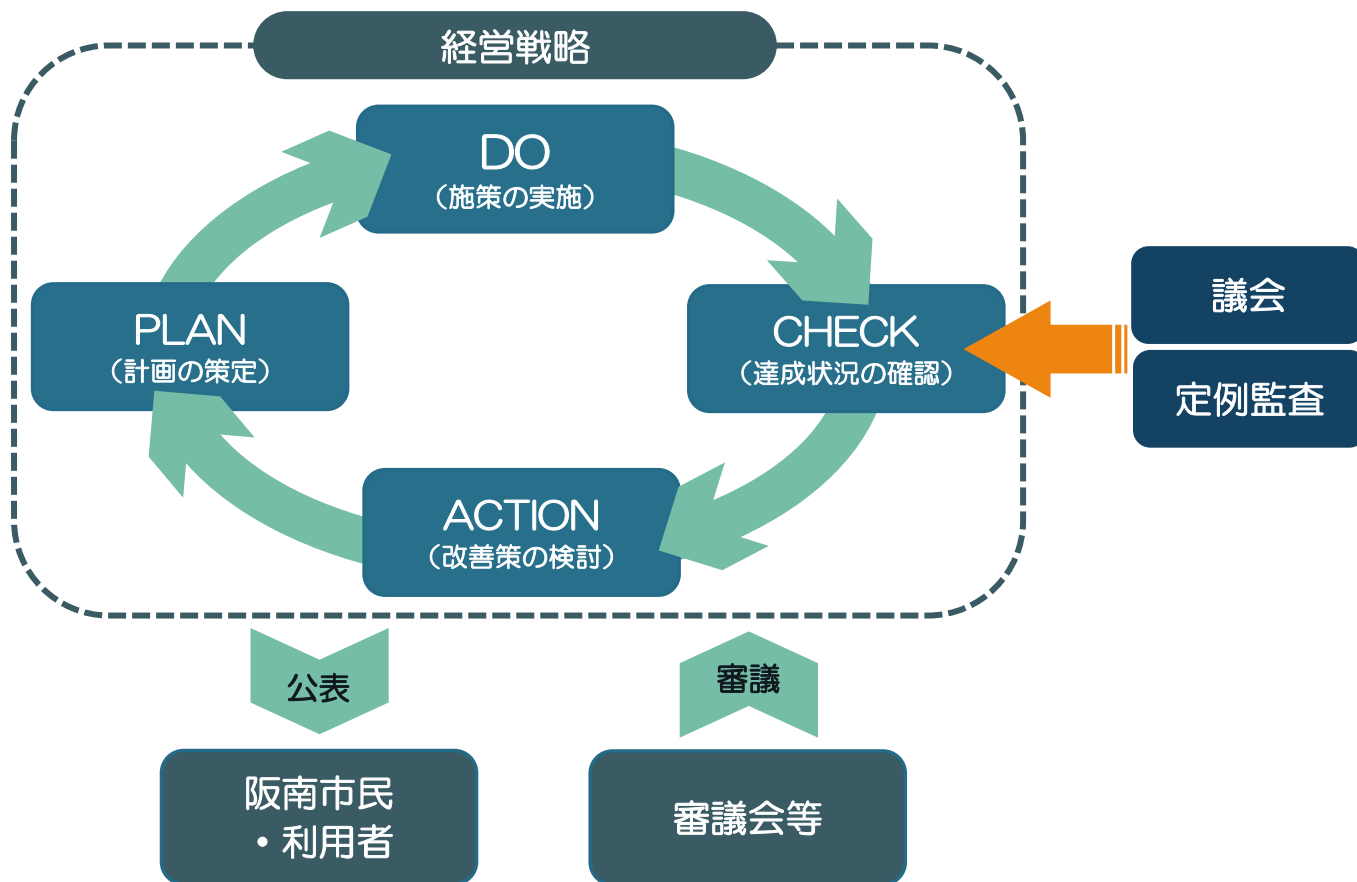 経営戦略
DO
（施策の実施）
PLAN
（計画の策定）
CHECK
（達成状況の確認）
議会
定例監査
ACTION
（改善策の検討）
公表
審議
阪南市民
・利用者
審議会等